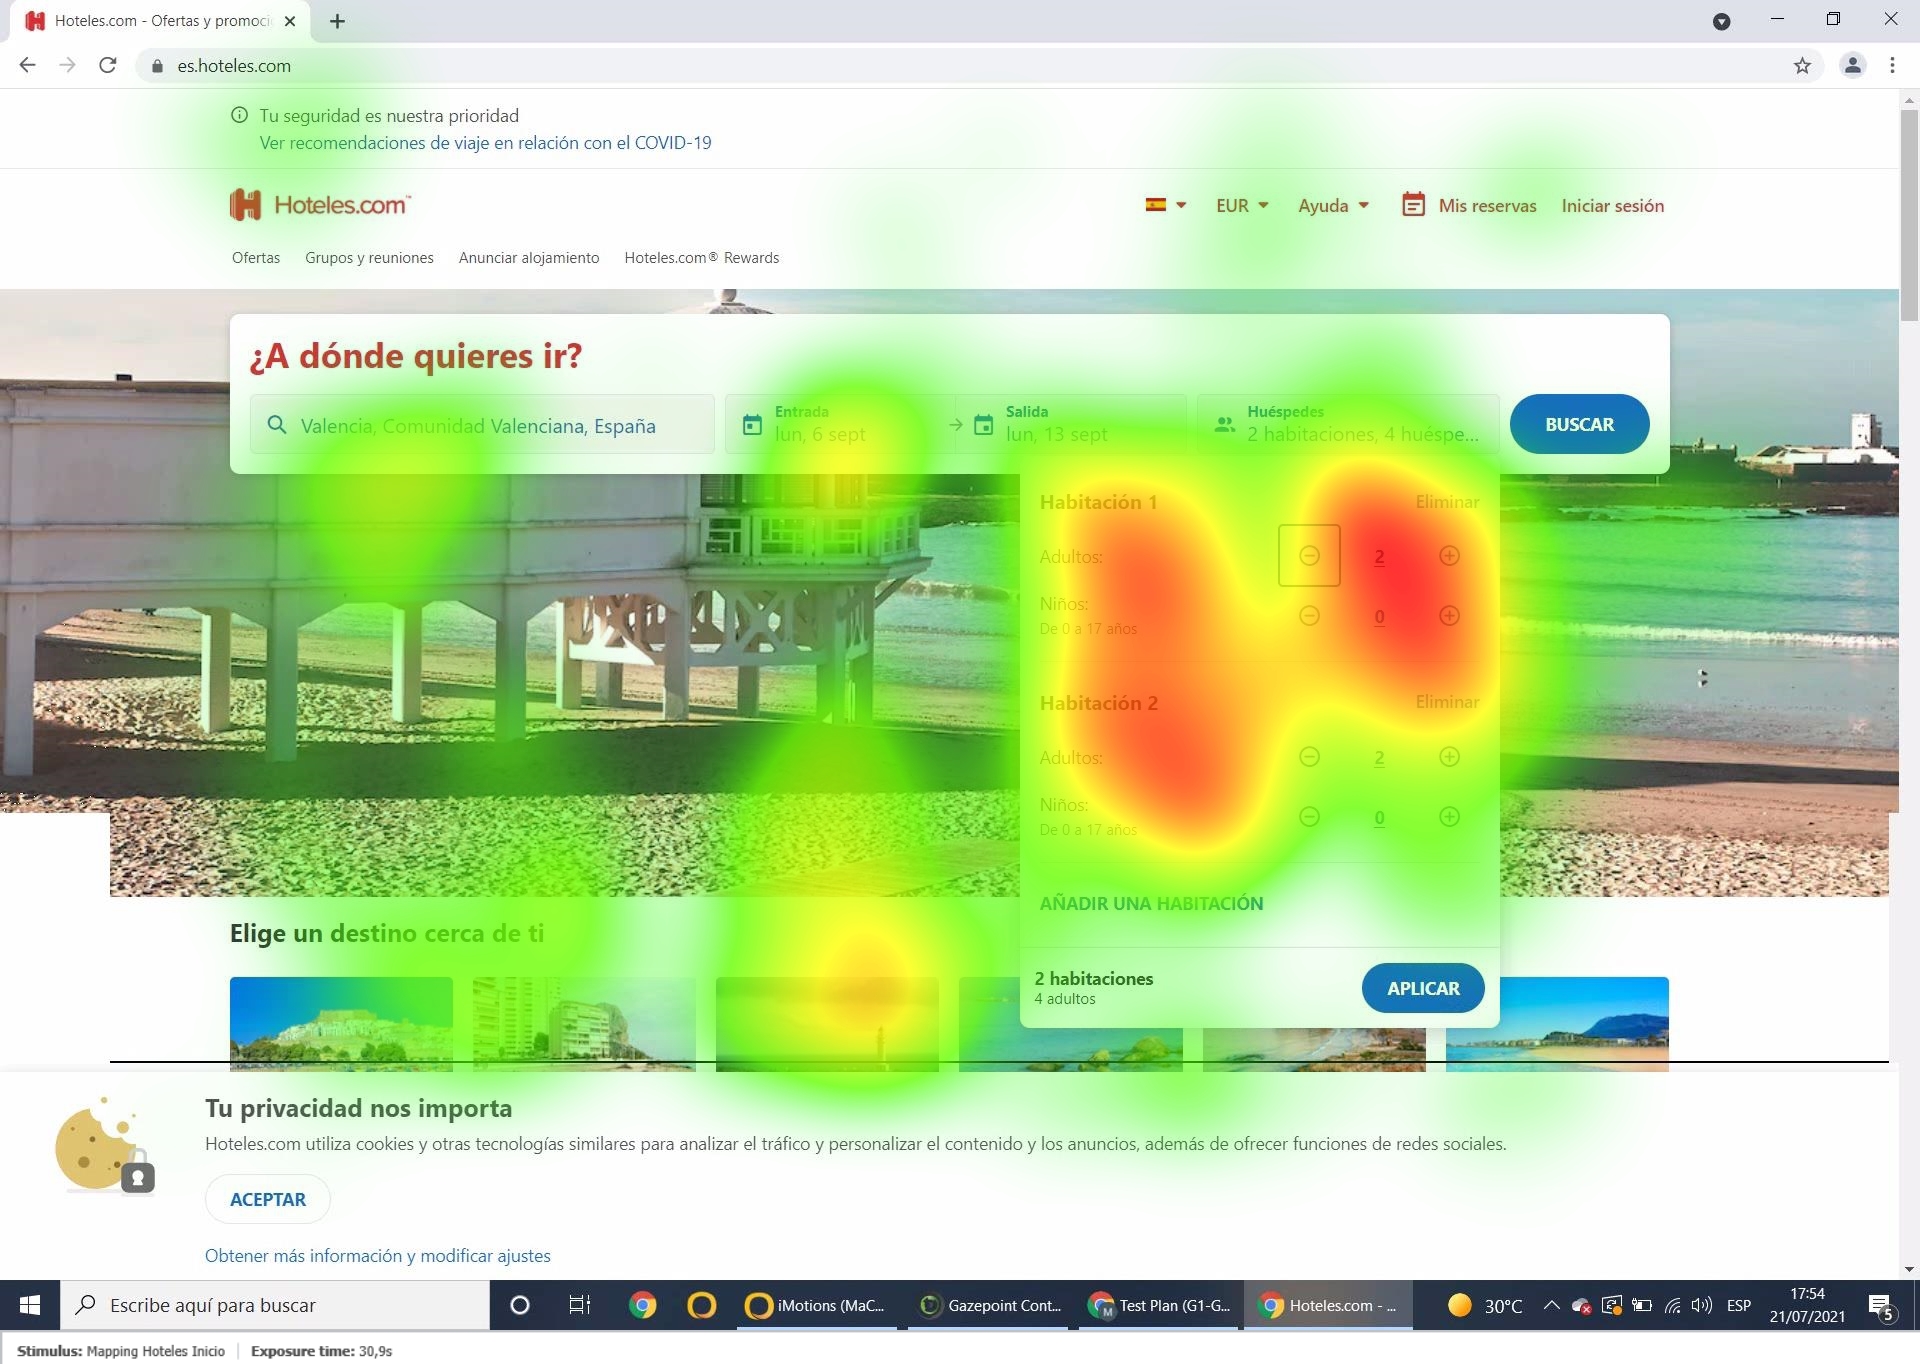 Hoteles.com - Ofertas y promoci
es.hoteles.com
Tu seguridad es nuestra prioridad
Ver recomendaciones de viaje en relación con el COVID-19
Hoteles.com™
EUR Ayuda Mis reservas Iniciar sesión
Ofertas Grupos y reuniones Anunciar alojamiento Hoteles.com® Rewards
¿A dónde quieres ir?
Entrada Salida Huéspedes
Valencia, Comunidad Valenciana, España lun, 6 sept lun, 13 sept 2 habitaciones, 4 huéspe... BUSCAR
Habitación 1 Eliminar
Adultos: 2
Niños: 0
De 0 a 17 años
Habitación 2 Eliminar
Adultos: 2
Niños: 0
De 0 a 17 años
AÑADIR UNA HABITACIÓN
Elige un destino cerca de ti
2 habitaciones
4 adultos
APLICAR
Tu privacidad nos importa
Hoteles.com utiliza cookies y otras tecnologías similares para analizar el tráfico y personalizar el contenido y los anuncios, además de ofrecer funciones de redes sociales.
ACEPTAR
Obtener más información y modificar ajustes
Escribe aquí para buscar iMotions (MaC... Gazepoint Cont... M Test Plan (G1-G... Hoteles.com - ... 30°C ESP 17:54
21/07/2021 5
Stimulus: Mapping Hoteles Inicio Exposure time: 30,9s